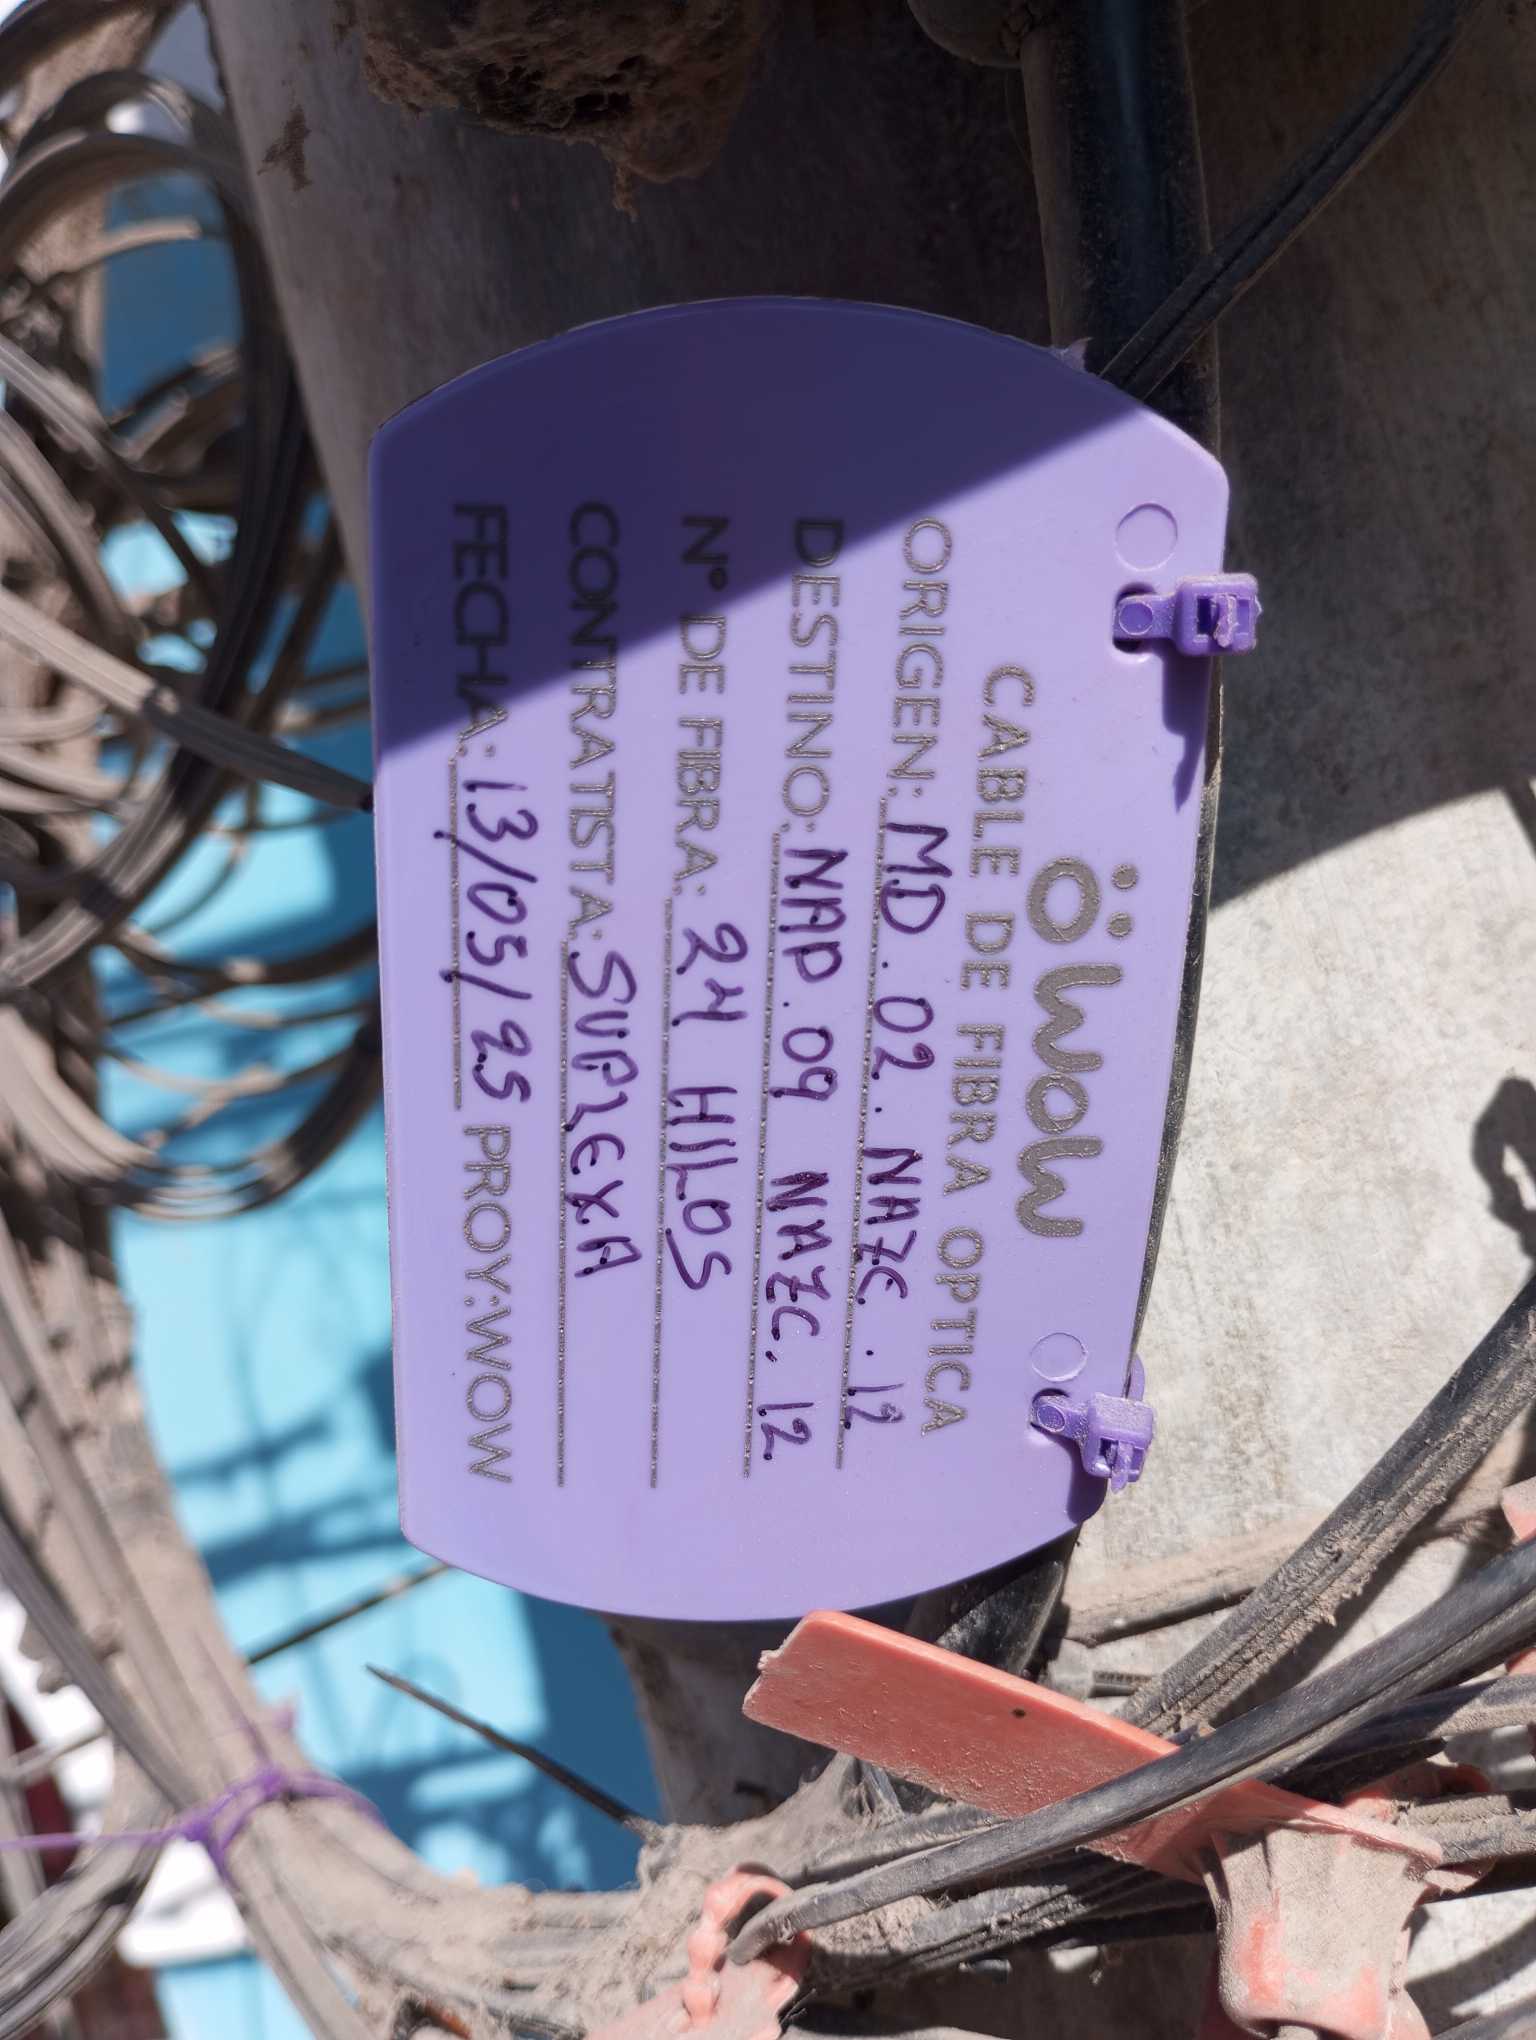 wow
CABLE DE FIBRA OPTICA
ORIGEN: MD.02. NAZC.12
DESTINO: NAP.09 NAZC.12
N° DE FIBRA: 24 HILOS
CONTRATISTA: SUPLEXA
FECHA: 13/05/25 PROY:WOW